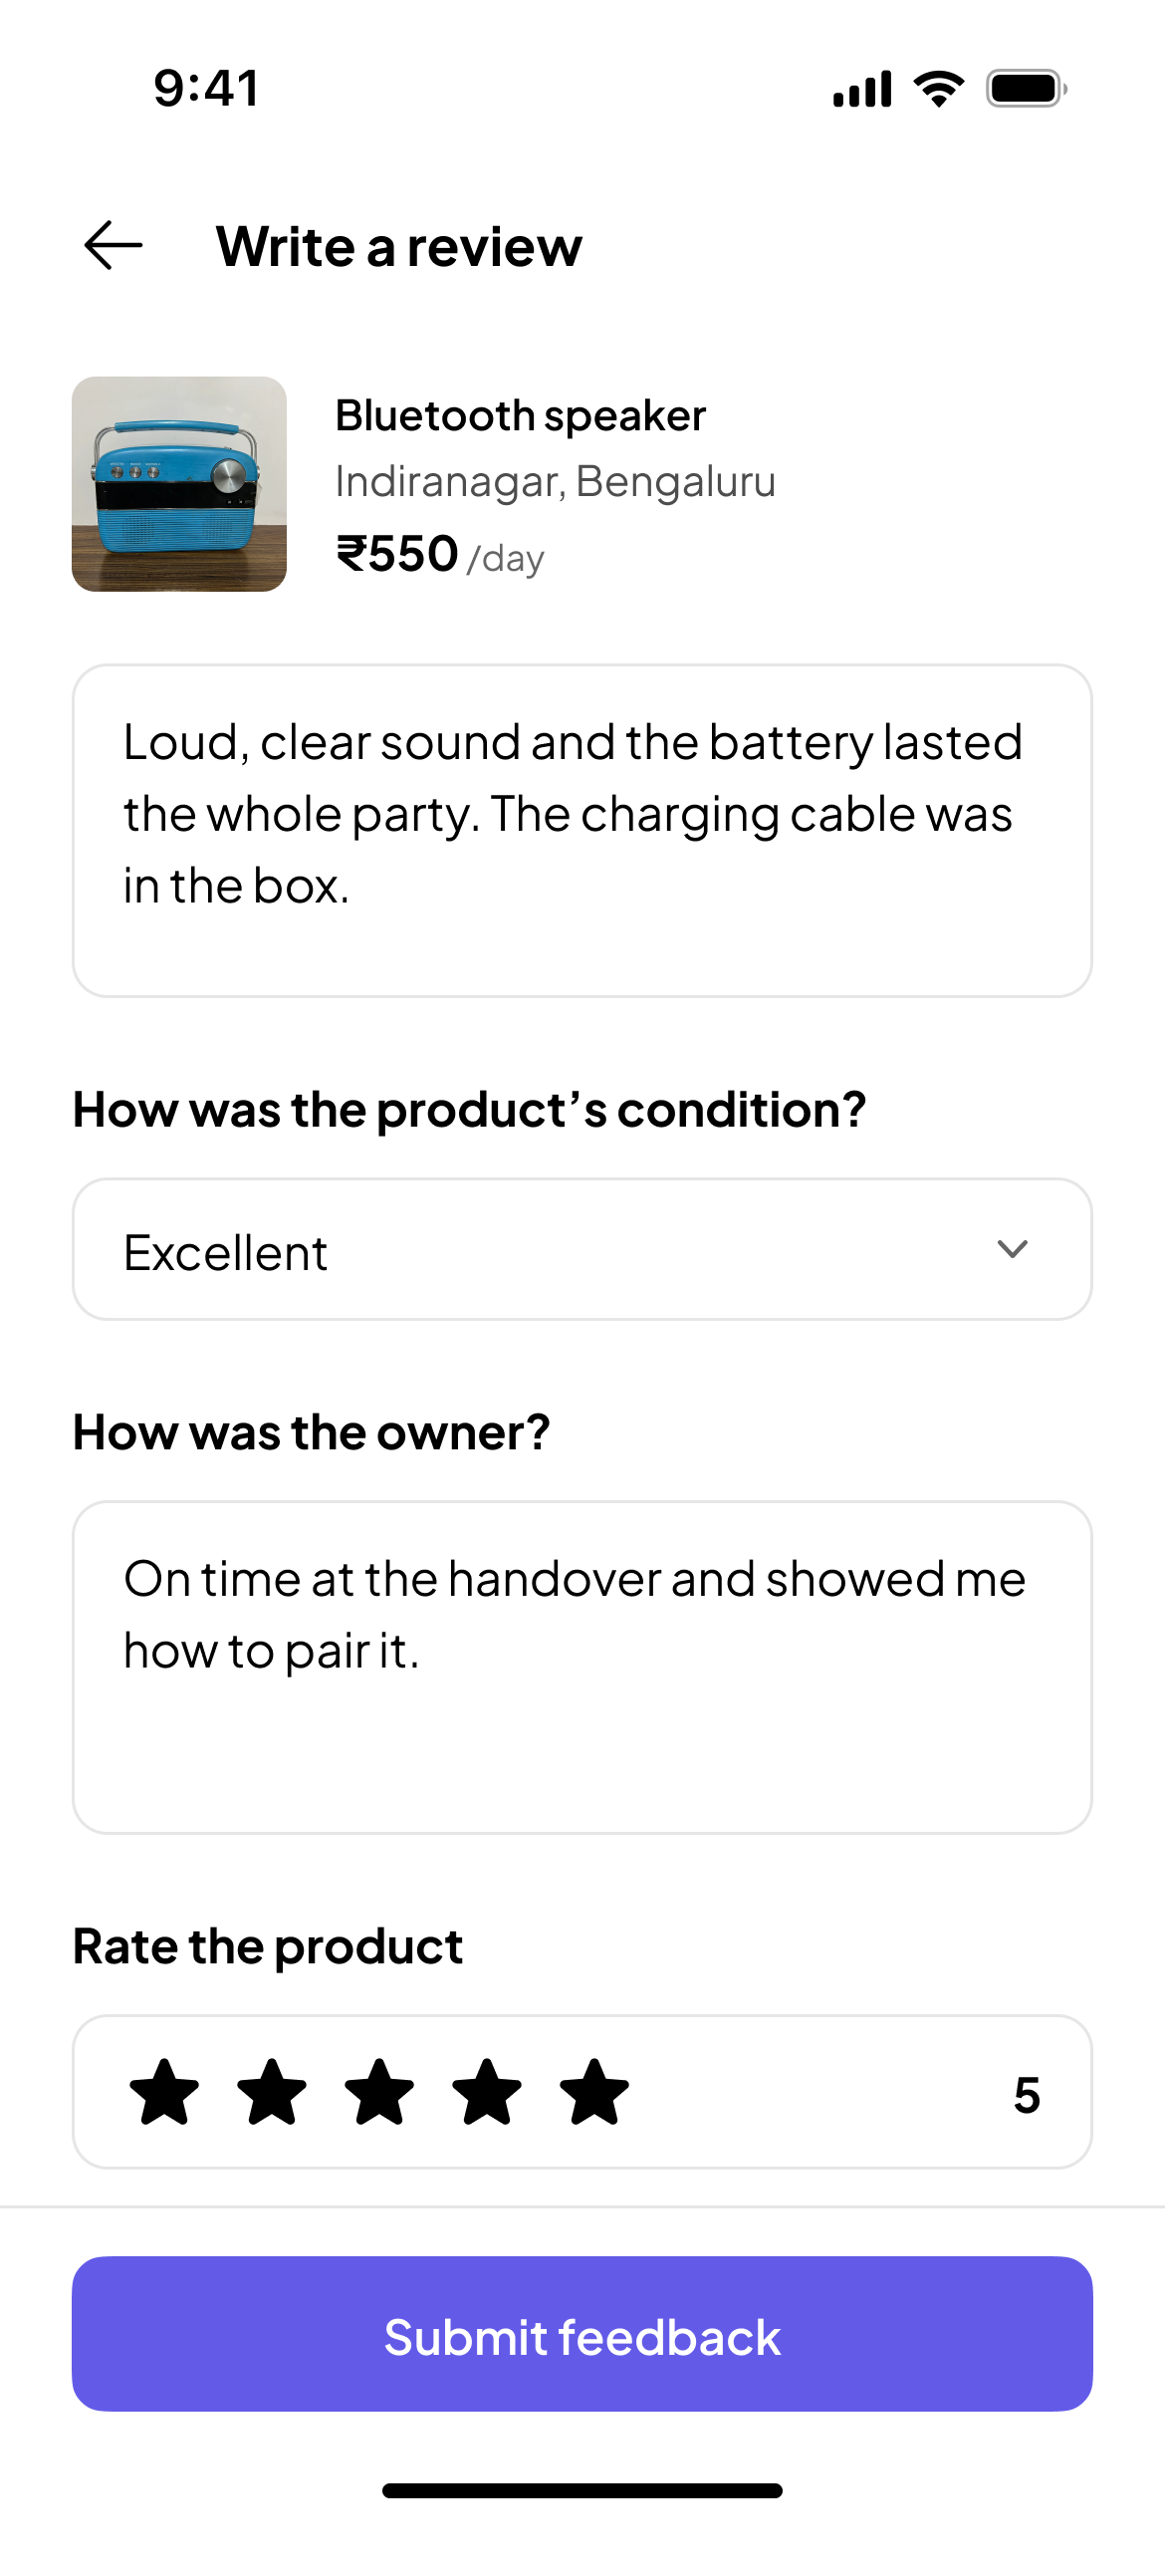 9:41
Write a review
Bluetooth speaker
Indiranagar, Bengaluru
₹550 /day
Loud, clear sound and the battery lasted
the whole party. The charging cable was
in the box.
How was the product’s condition?
Excellent
How was the owner?
On time at the handover and showed me
how to pair it.
Rate the product
5
Submit feedback